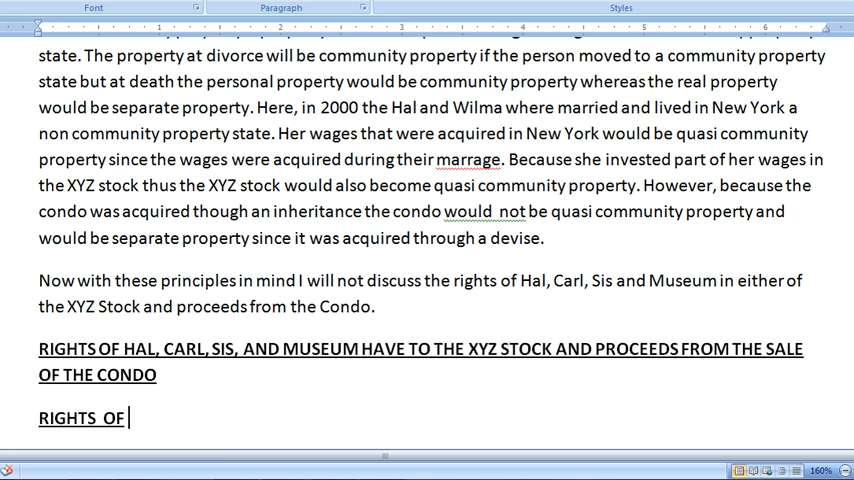 Font
Paragraph
Styles
1
2
3
4
5
6
state. The property at divorce will be community property if the person moved to a community property
state but at death the personal property would be community property whereas the real property
would be separate property. Here, in 2000 the Hal and Wilma where married and lived in New York a
non community property state. Her wages that were acquired in New York would be quasi community
property since the wages were acquired during their marrage. Because she invested part of her wages in
the XYZ stock thus the XYZ stock would also become quasi community property. However, because the
condo was acquired though an inheritance the condo would not be quasi community property and
would be separate property since it was acquired through a devise.
Now with these principles in mind I will not discuss the rights of Hal, Carl, Sis and Museum in either of
the XYZ Stock and proceeds from the Condo.
RIGHTS OF HAL, CARL, SIS, AND MUSEUM HAVE TO THE XYZ STOCK AND PROCEEDS FROM THE SALE
OF THE CONDO
RIGHTS OF
160%